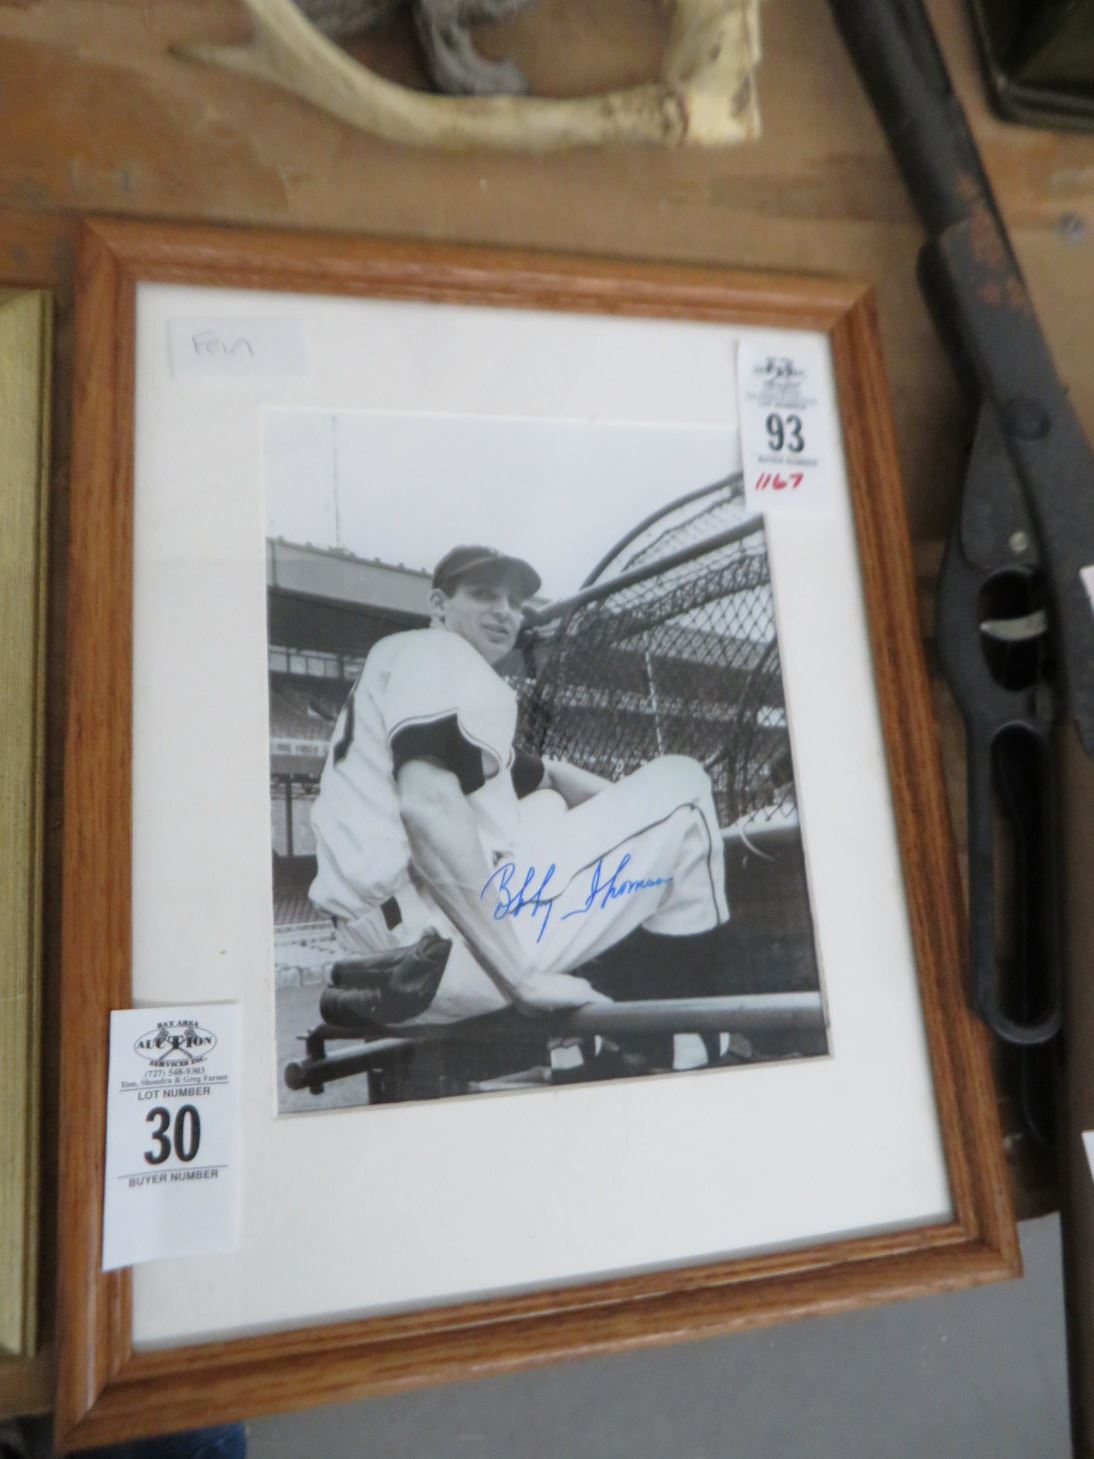 Fein
93
BUYER NUMBER
1167
Bobby Thomson
BAY AREA
AUCTION
SERVICES INC.
(727) 548-9303
Tom, Shondra & Greg Farner
LOT NUMBER
30
BUYER NUMBER